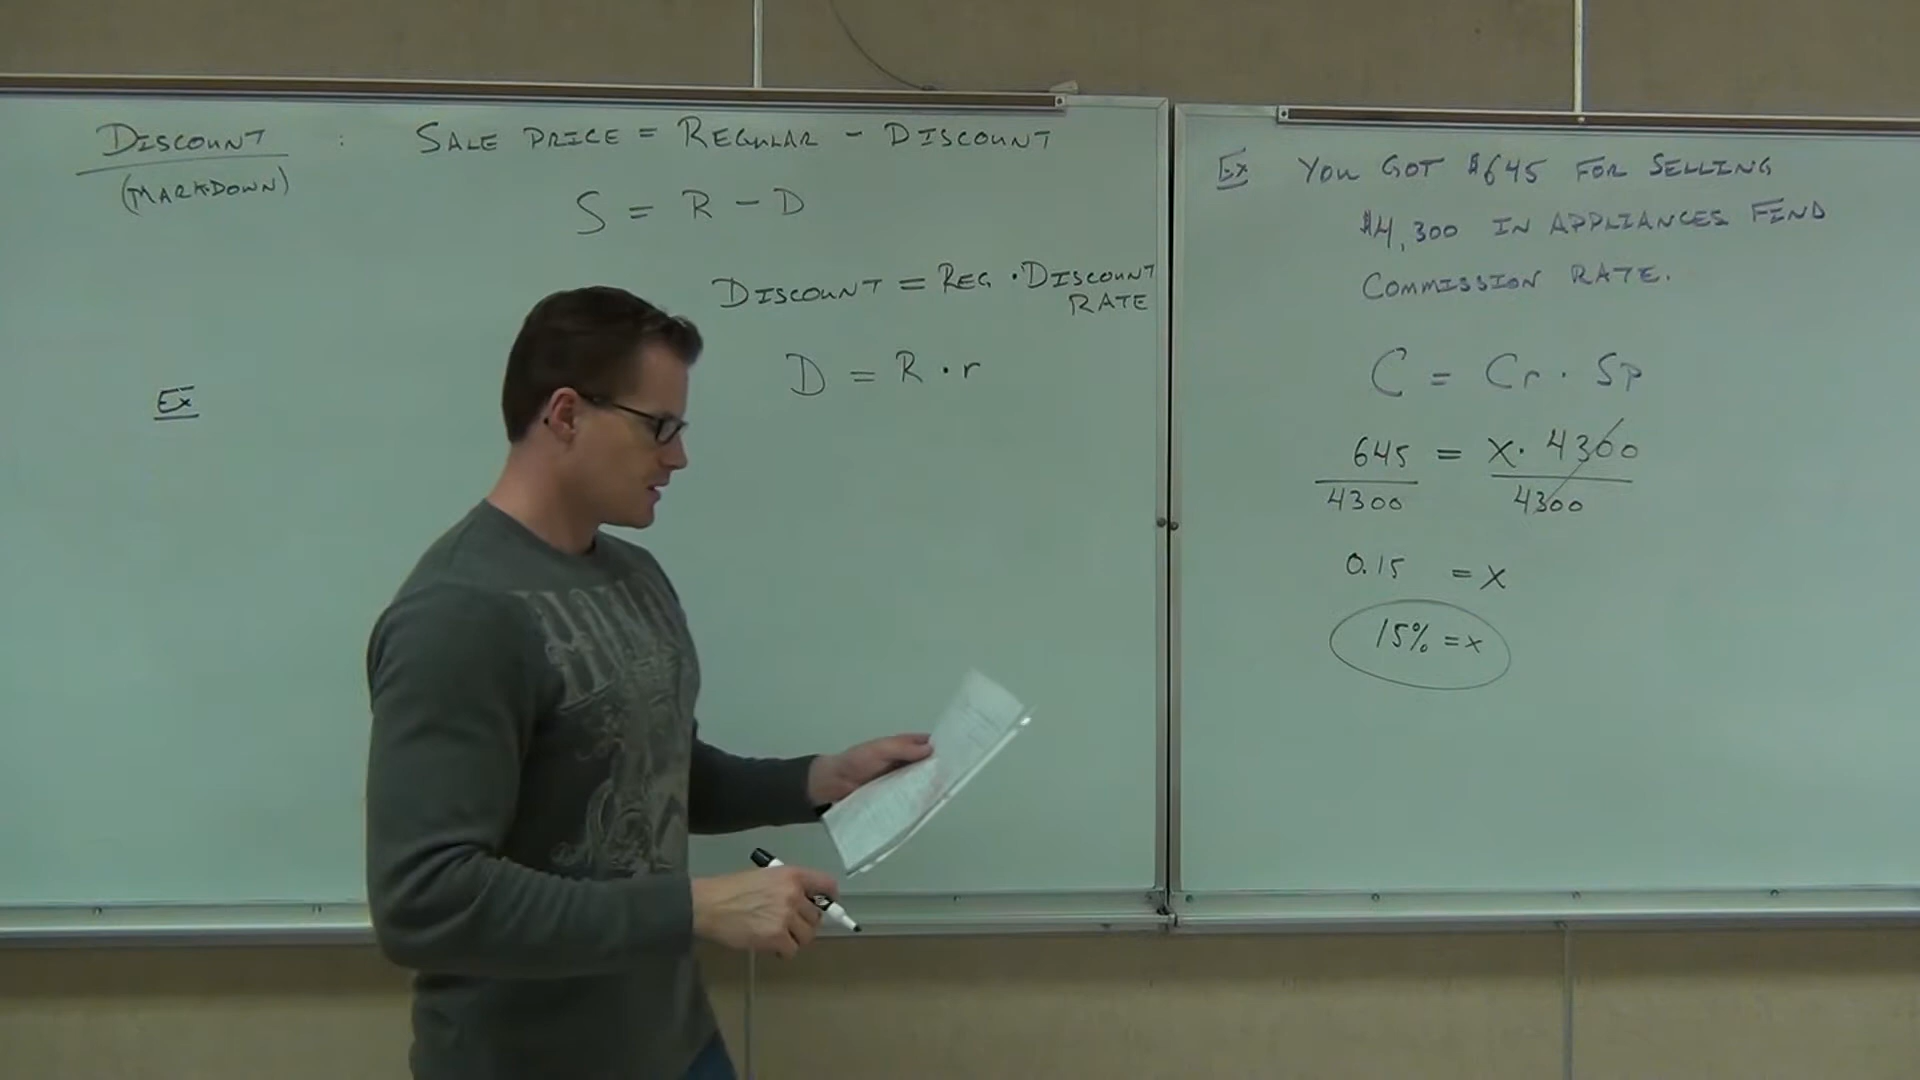 DISCOUNT : SALE PRICE = REGULAR - DISCOUNT
(MARKDOWN)
S = R - D
DISCOUNT = REG · DISCOUNT
RATE
D = R · r
Ex
Ex YOU GOT $645 FOR SELLING
$4,300 IN APPLIANCES FIND
COMMISSION RATE.
C = Cr · Sp
645 = x · 4300
4300 4300
0.15 = x
15% = x